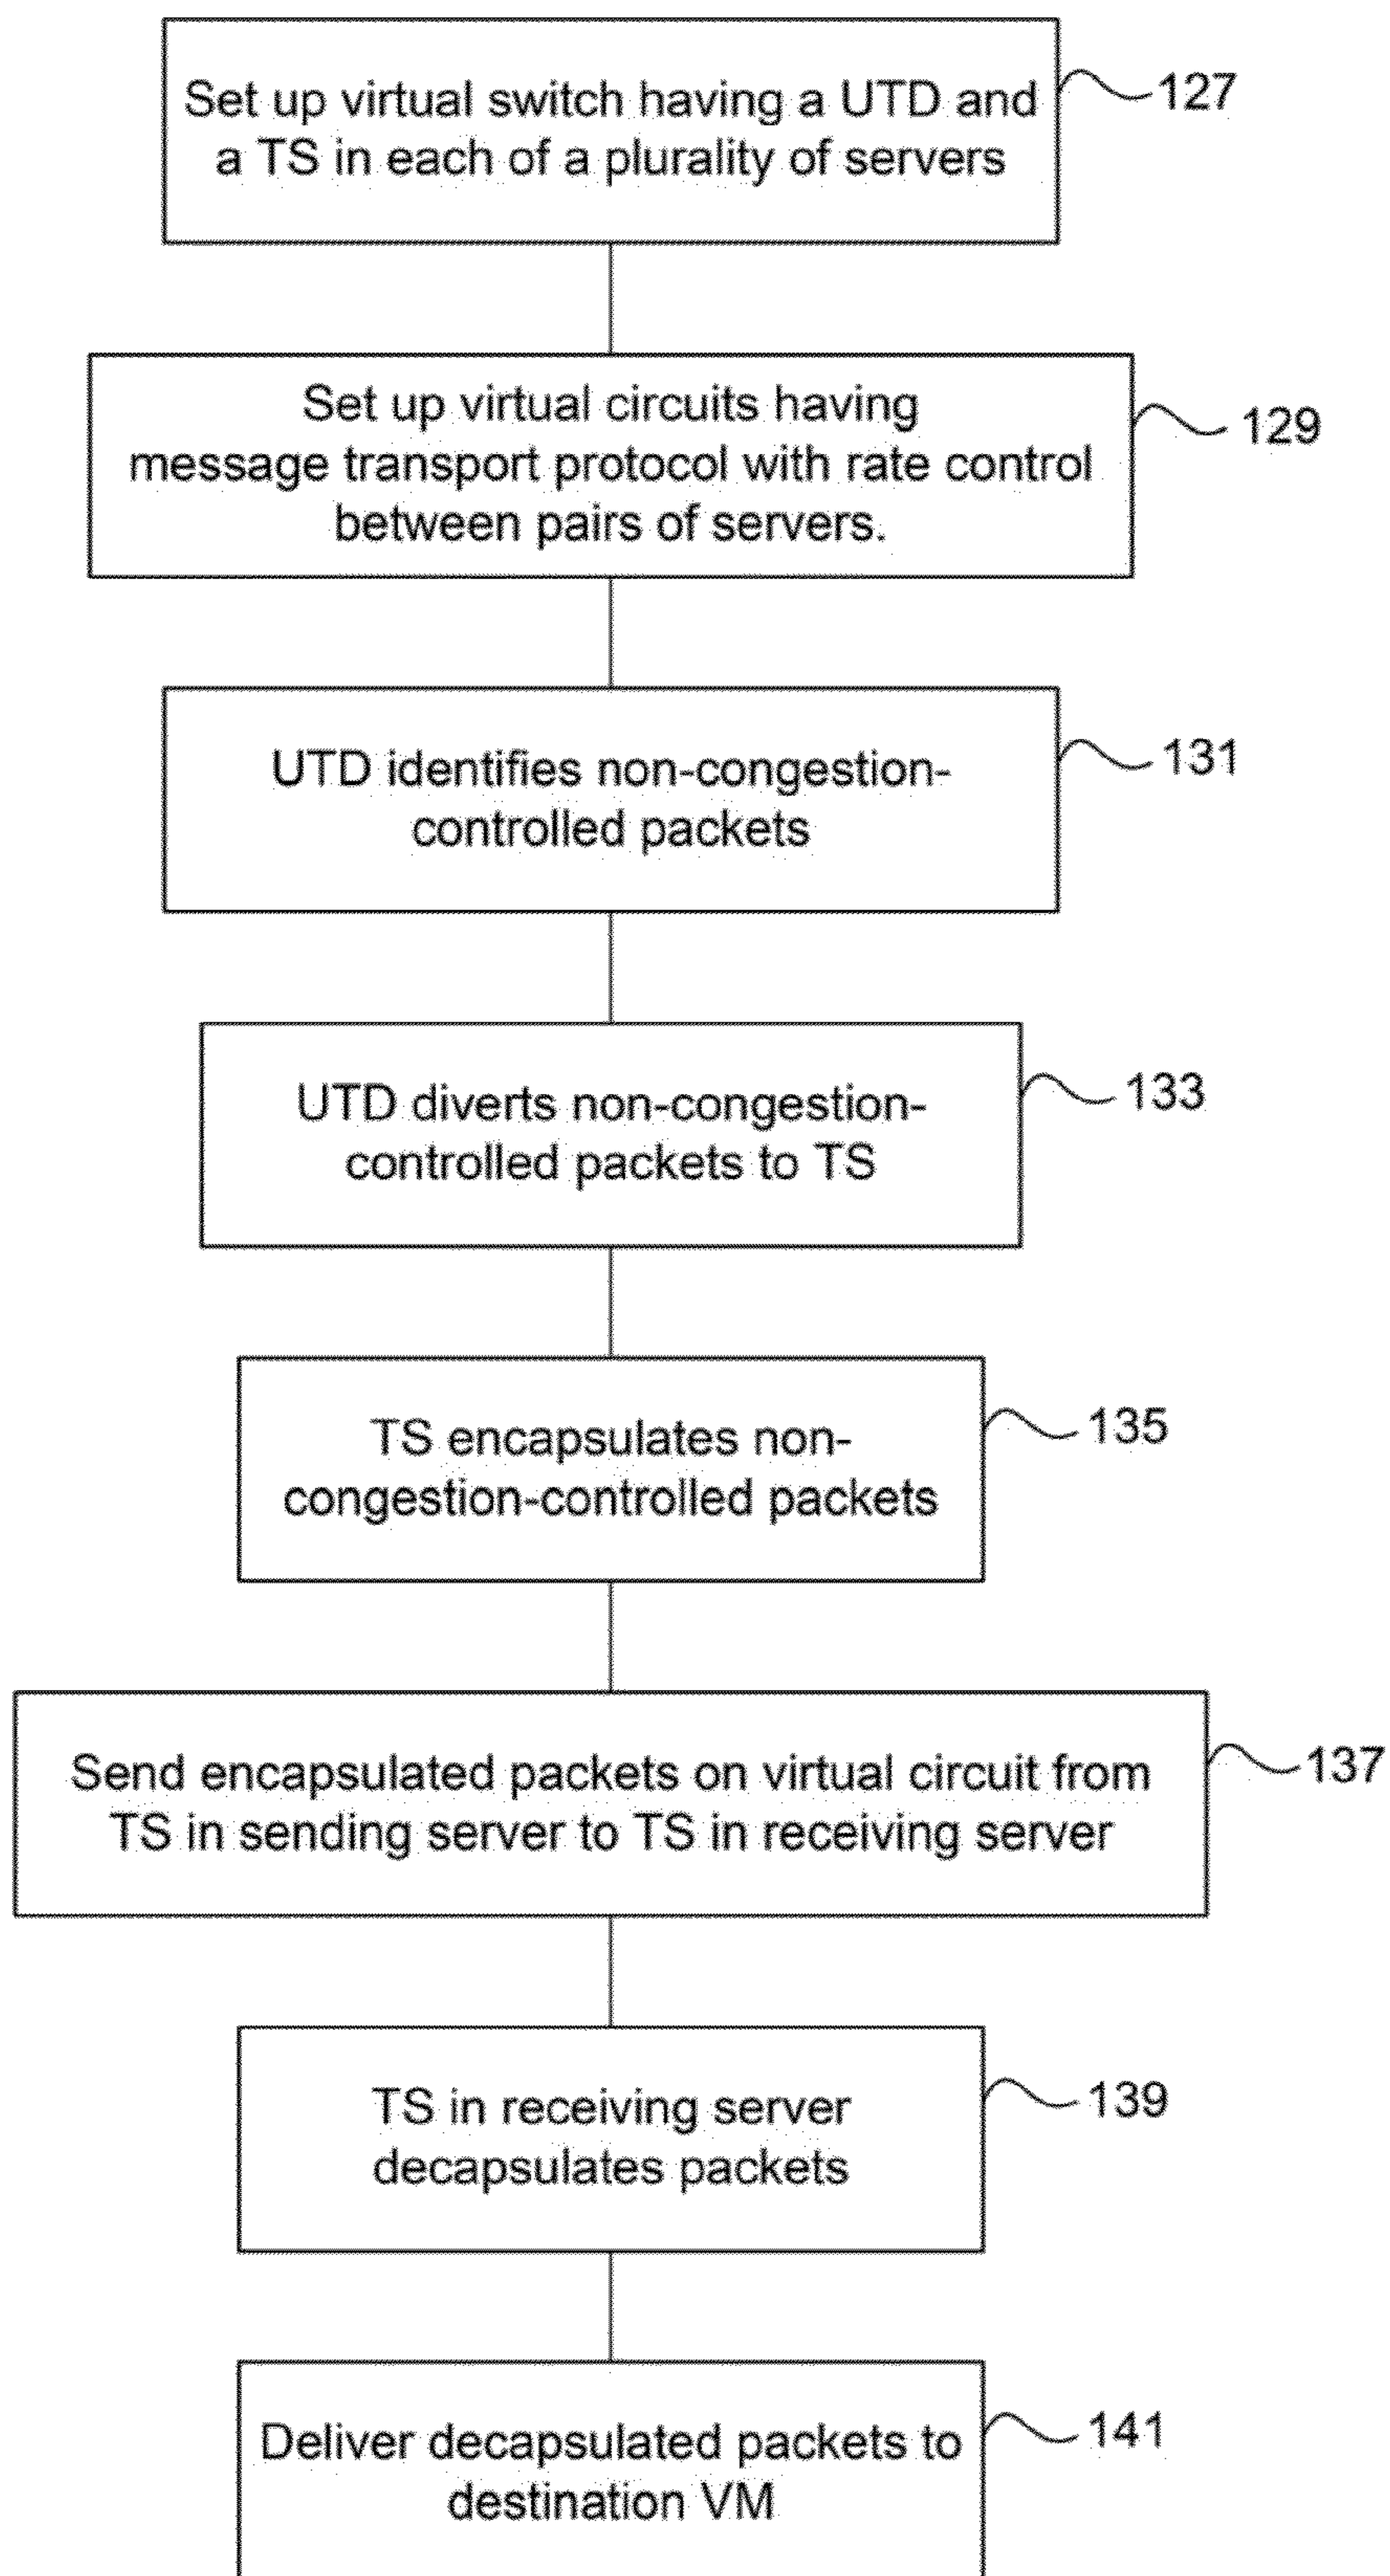 Set up virtual switch having a UTD and
a TS in each of a plurality of servers
127
Set up virtual circuits having
message transport protocol with rate control
between pairs of servers.
129
UTD identifies non-congestion-
controlled packets
131
UTD diverts non-congestion-
controlled packets to TS
133
TS encapsulates non-
congestion-controlled packets
135
Send encapsulated packets on virtual circuit from
TS in sending server to TS in receiving server
137
TS in receiving server
decapsulates packets
139
Deliver decapsulated packets to
destination VM
141